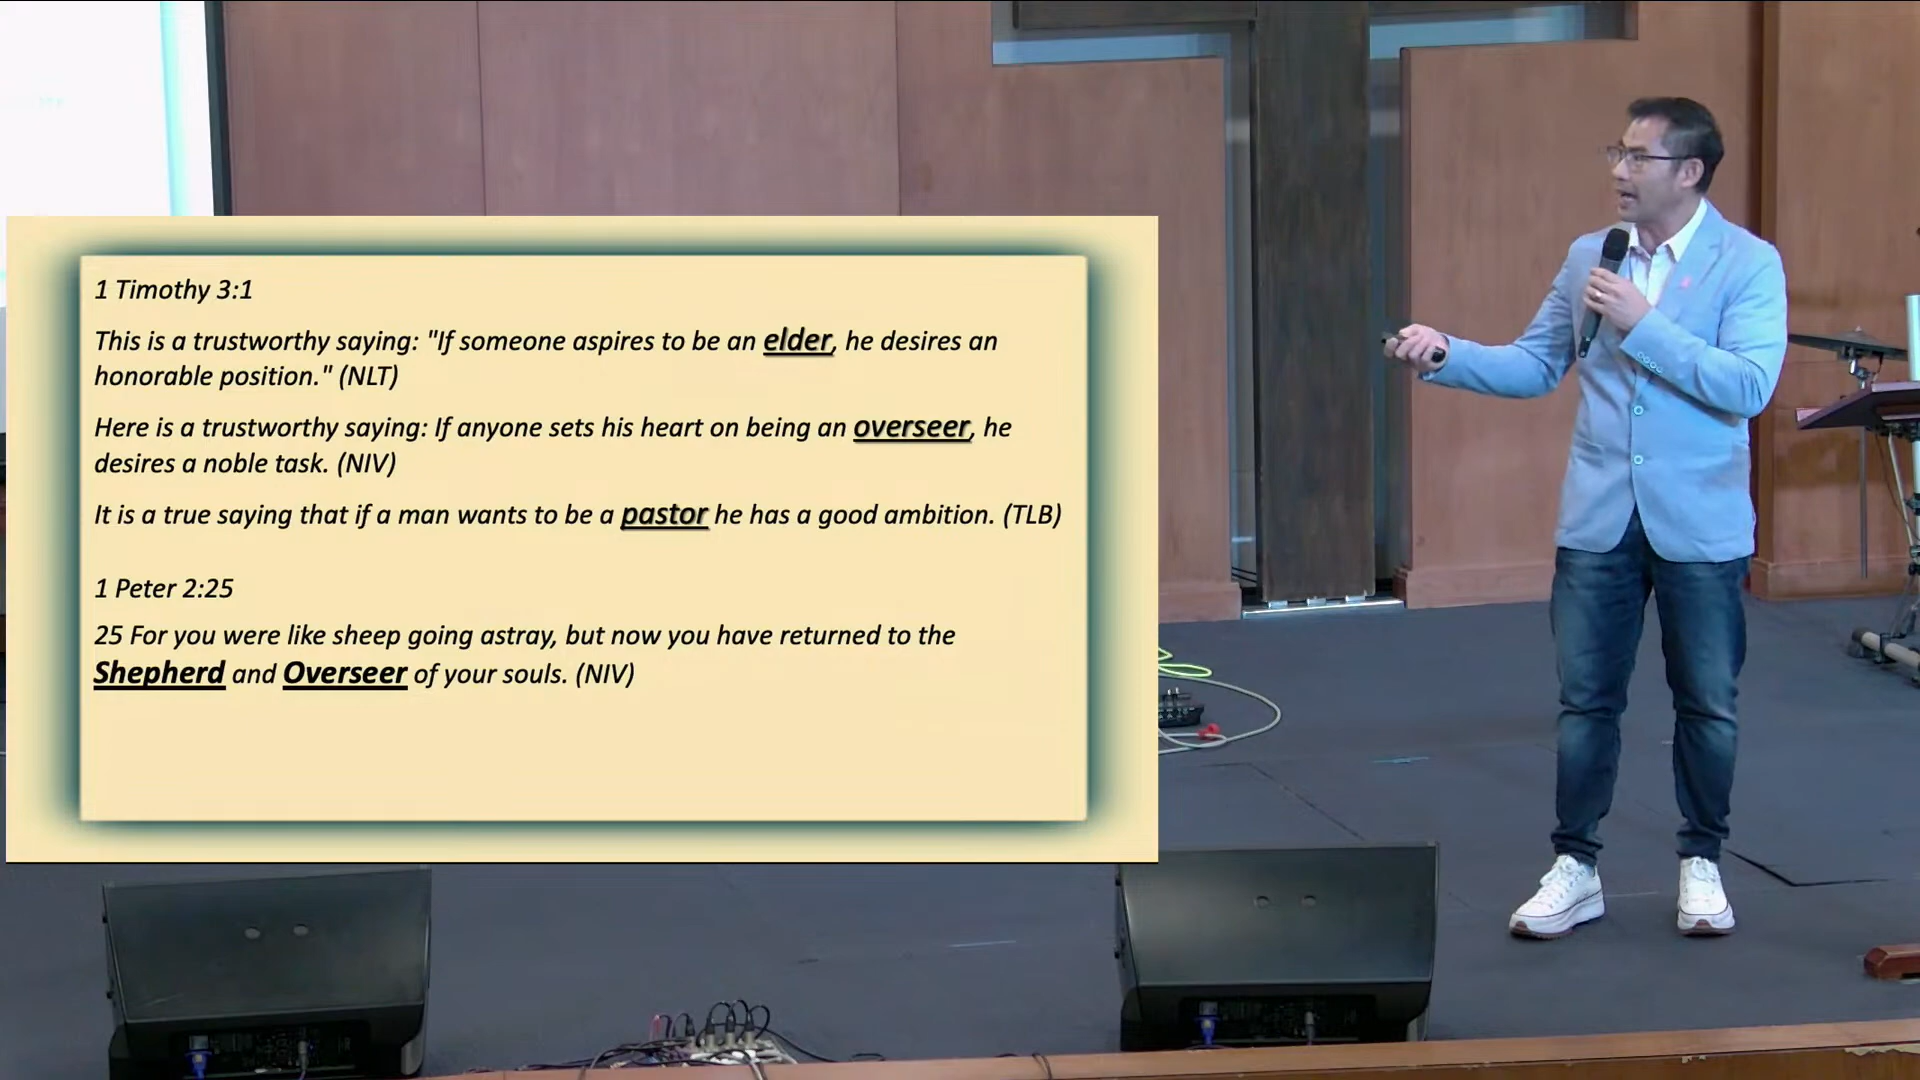 1 Timothy 3:1
This is a trustworthy saying: "If someone aspires to be an elder, he desires an
honorable position." (NLT)
Here is a trustworthy saying: If anyone sets his heart on being an overseer, he
desires a noble task. (NIV)
It is a true saying that if a man wants to be a pastor he has a good ambition. (TLB)
1 Peter 2:25
25 For you were like sheep going astray, but now you have returned to the
Shepherd and Overseer of your souls. (NIV)